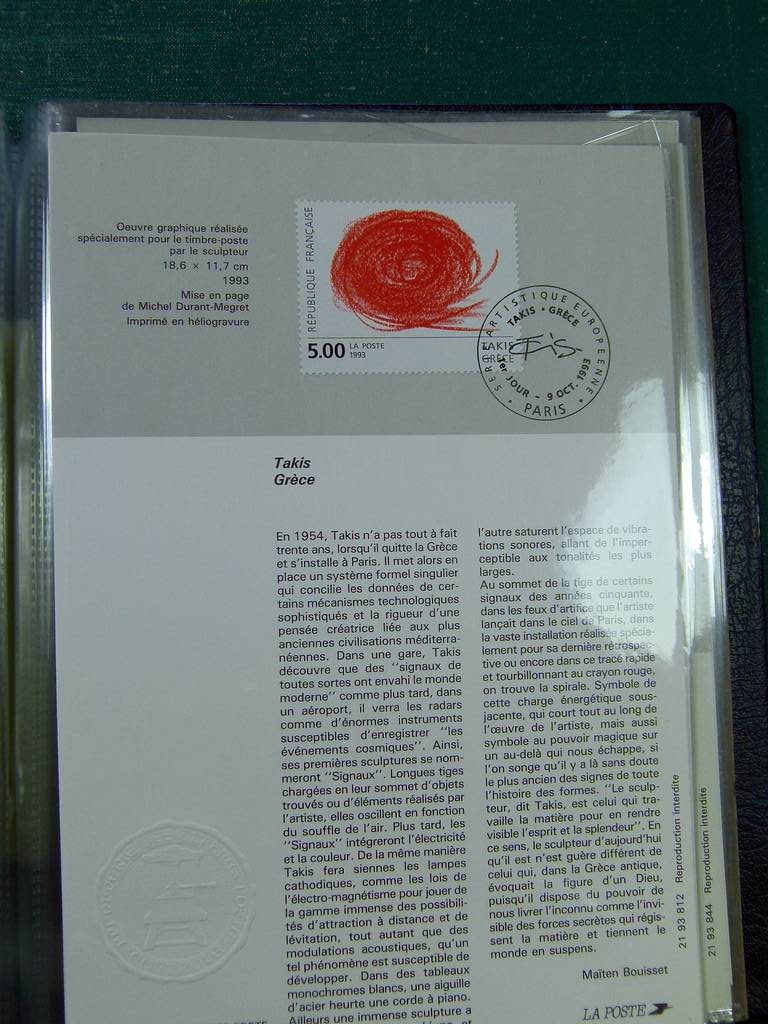 Oeuvre graphique réalisée
spécialement pour le timbre-poste
par le sculpteur
18,6 × 11,7 cm
1993
Mise en page
de Michel Durant-Megret
Imprimé en héliogravure
RÉPUBLIQUE FRANÇAISE
5.00 LA POSTE
1993
TAKIS
GRÈCE
SERIE ARTISTIQUE EUROPEENNE
TAKIS • GRÈCE
1er JOUR - 9 OCT. 1993
PARIS
Takis
Grèce
En 1954, Takis n'a pas tout à fait
trente ans, lorsqu'il quitte la Grèce
et s'installe à Paris. Il met alors en
place un système formel singulier
qui concilie les données de cer-
tains mécanismes technologiques
sophistiqués et la rigueur d'une
pensée créatrice liée aux plus
anciennes civilisations méditerra-
néennes. Dans une gare, Takis
découvre que des ''signaux de
toutes sortes ont envahi le monde
moderne'' comme plus tard, dans
un aéroport, il verra les radars
comme d'énormes instruments
susceptibles d'enregistrer ''les
événements cosmiques''. Ainsi,
ses premières sculptures se nom-
meront ''Signaux''. Longues tiges
chargées en leur sommet d'objets
trouvés ou d'éléments réalisés par
l'artiste, elles oscillent en fonction
du souffle de l'air. Plus tard, les
''Signaux'' intégreront l'électricité
et la couleur. De la même manière
Takis fera siennes les lampes
cathodiques, comme les lois de
l'électro-magnétisme pour jouer de
la gamme immense des possibili-
tés d'attraction à distance et de
lévitation, tout autant que des
modulations acoustiques, qu'un
tel phénomène est susceptible de
développer. Dans des tableaux
monochromes blancs, une aiguille
d'acier heurte une corde à piano.
Ailleurs une immense sculpture a
l'autre saturent l'espace de vibra-
tions sonores, allant de l'imper-
ceptible aux tonalités les plus
larges.
Au sommet de la tige de certains
signaux des années cinquante,
dans les feux d'artifice que l'artiste
lançait dans le ciel de Paris, dans
la vaste installation réalisée spécia-
lement pour sa dernière rétrospec-
tive ou encore dans ce tracé rapide
et tourbillonnant au crayon rouge,
on trouve la spirale. Symbole de
cette charge énergétique sous-
jacente, qui court tout au long de
l'œuvre de l'artiste, mais aussi
symbole au pouvoir magique sur
un au-delà qui nous échappe, si
l'on songe qu'il y a là sans doute
le plus ancien des signes de toute
l'histoire des formes. ''Le sculp-
teur, dit Takis, est celui qui tra-
vaille la matière pour en rendre
visible l'esprit et la splendeur''. En
ce sens, le sculpteur d'aujourd'hui
qu'il est n'est guère différent de
celui qui, dans la Grèce antique,
évoquait la figure d'un Dieu,
puisqu'il dispose du pouvoir de
nous livrer l'inconnu comme l'invi-
sible des forces secrètes qui régis-
sent la matière et tiennent le
monde en suspens.
Maïten Bouisset
LA POSTE
21 93 812 Reproduction interdite
21 93 844 Reproduction interdite